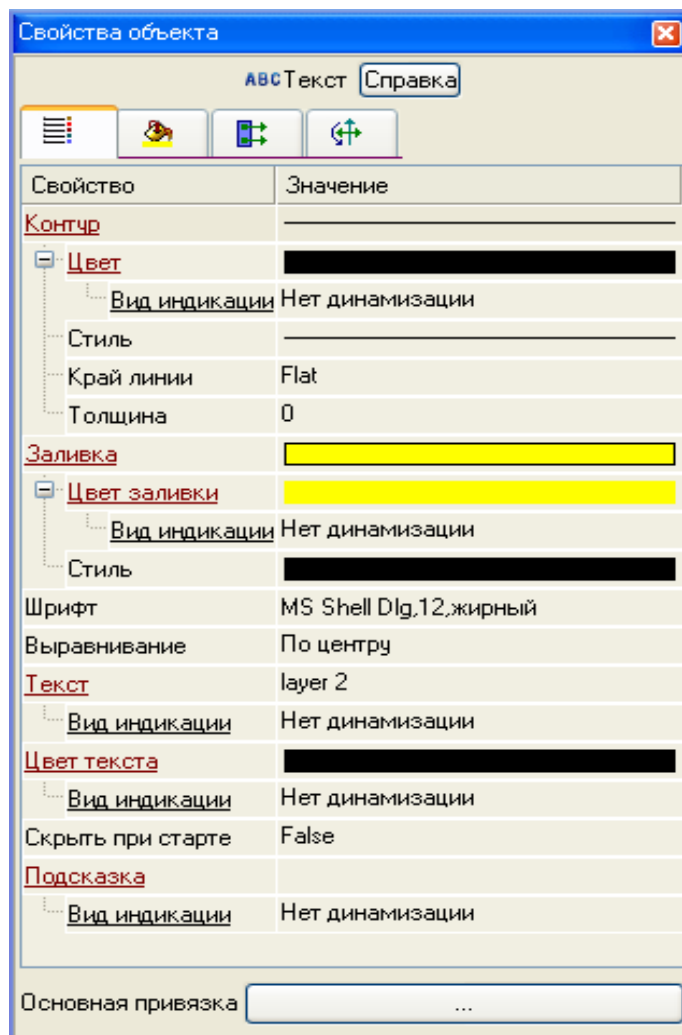 Свойства объекта
ABC Текст Справка
Свойство Значение
Контур
Цвет
Вид индикации Нет динамизации
Стиль
Край линии Flat
Толщина 0
Заливка
Цвет заливки
Вид индикации Нет динамизации
Стиль
Шрифт MS Shell Dlg,12,жирный
Выравнивание По центру
Текст layer 2
Вид индикации Нет динамизации
Цвет текста
Вид индикации Нет динамизации
Скрыть при старте False
Подсказка
Вид индикации Нет динамизации
Основная привязка ...